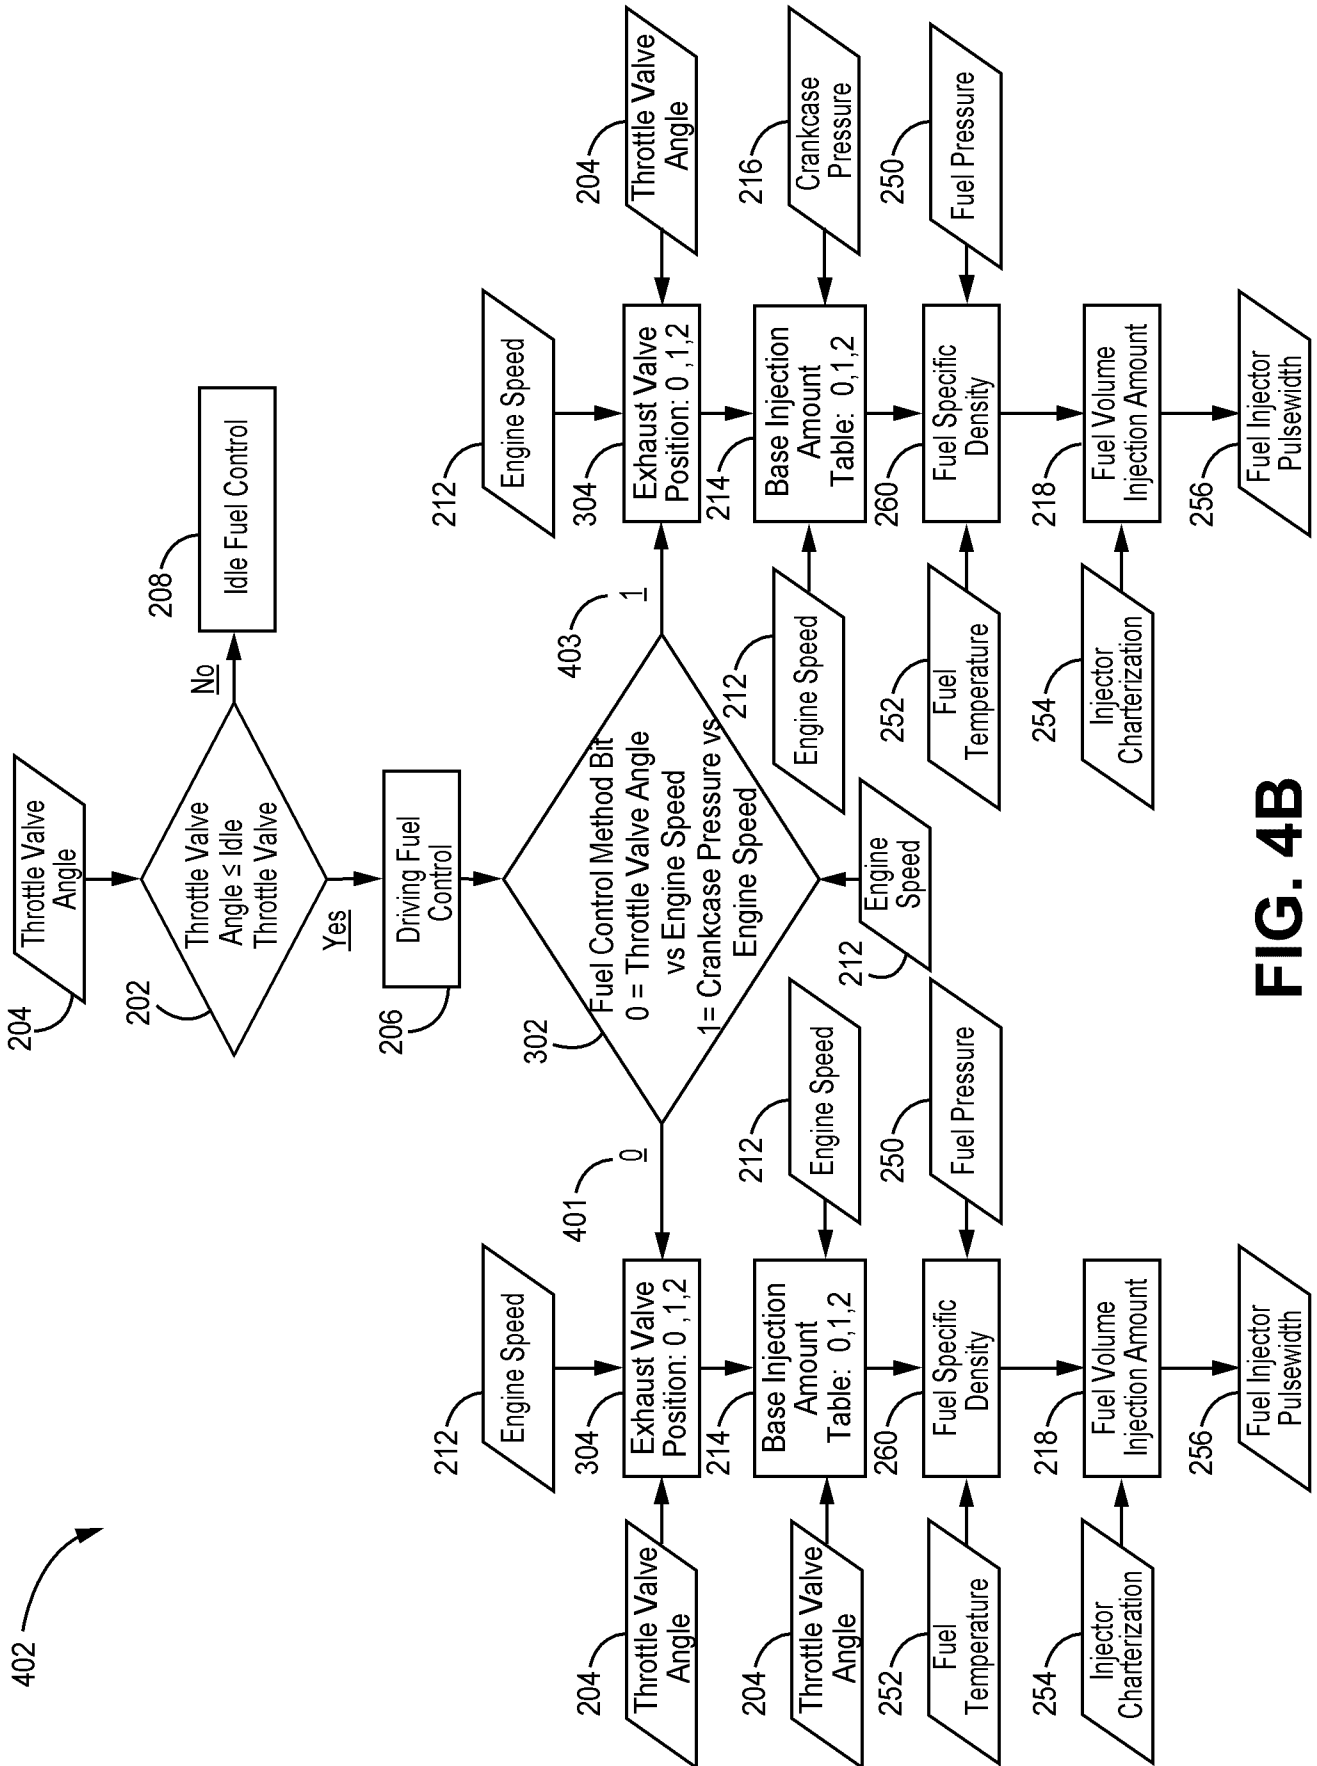 402
204
Throttle Valve
Angle
202
Throttle Valve
Angle ≤ Idle
Throttle Valve
No
208
Idle Fuel Control
Yes
206
Driving Fuel
Control
302
Fuel Control Method Bit
0 = Throttle Valve Angle
vs Engine Speed
1= Crankcase Pressure vs
Engine Speed
212
Engine
Speed
401
0
403
1
212
Engine Speed
204
Throttle Valve
Angle
304
Exhaust Valve
Position: 0 ,1,2
204
Throttle Valve
Angle
214
Base Injection
Amount
Table: 0,1,2
212
Engine Speed
252
Fuel
Temperature
260
Fuel Specific
Density
250
Fuel Pressure
254
Injector
Charterization
218
Fuel Volume
Injection Amount
256
Fuel Injector
Pulsewidth
212
Engine Speed
304
Exhaust Valve
Position: 0 ,1,2
204
Throttle Valve
Angle
212
Engine Speed
214
Base Injection
Amount
Table: 0,1,2
216
Crankcase
Pressure
252
Fuel
Temperature
260
Fuel Specific
Density
250
Fuel Pressure
254
Injector
Charterization
218
Fuel Volume
Injection Amount
256
Fuel Injector
Pulsewidth
FIG. 4B